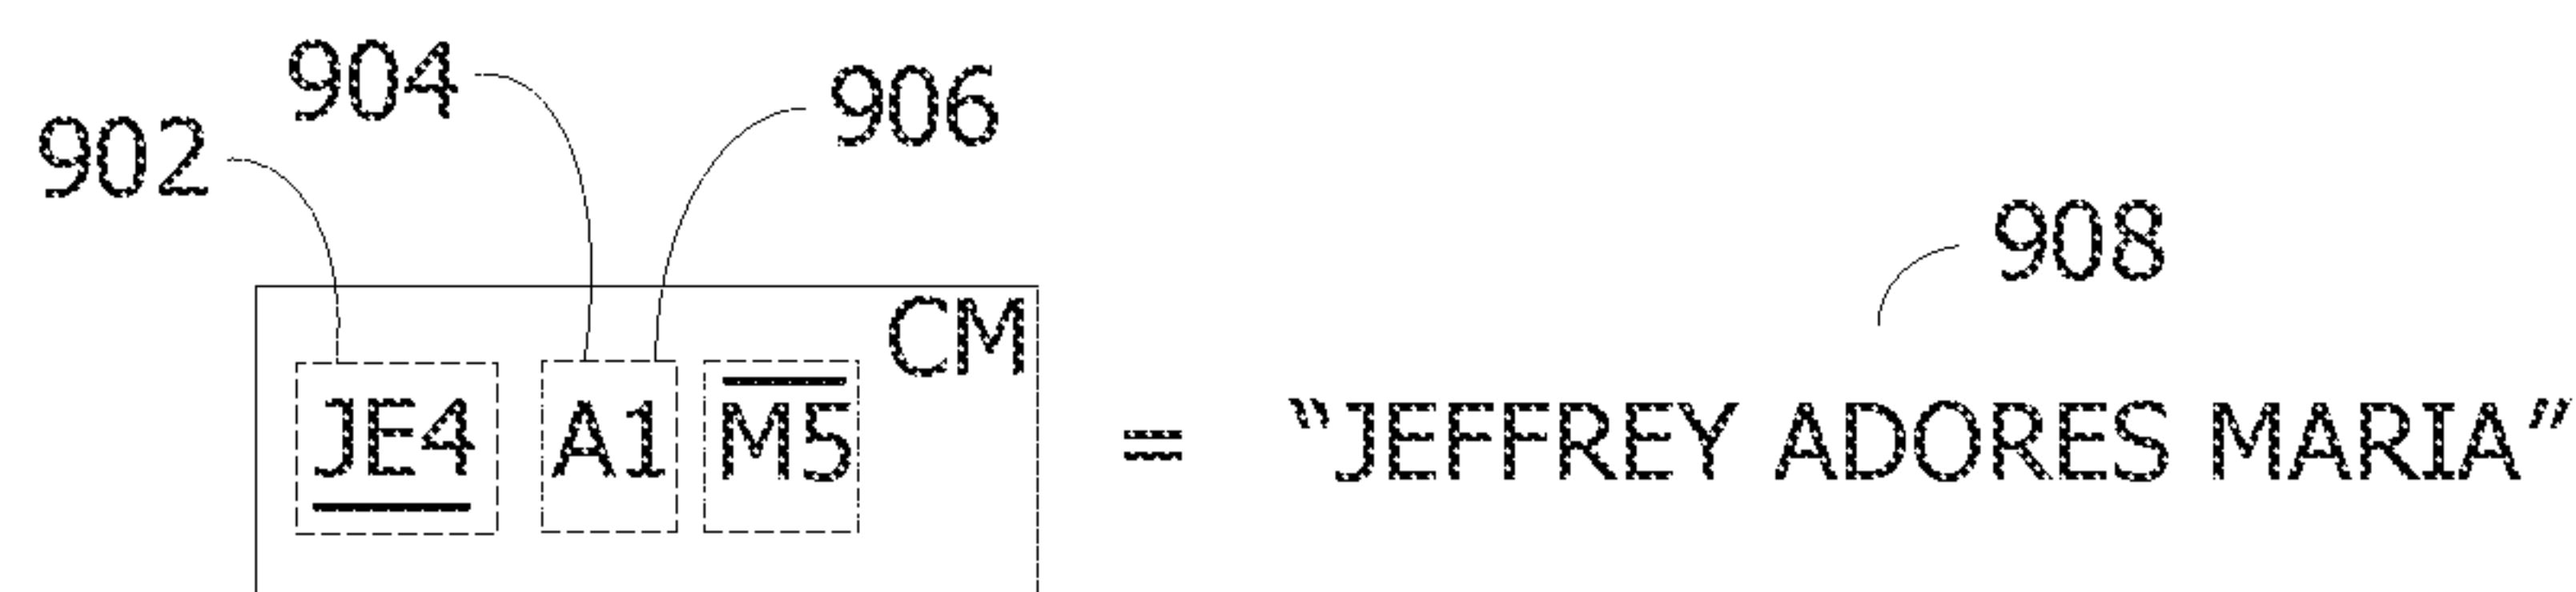 904
906
902
908
CM
JE4 A1 M5 = “JEFFREY ADORES MARIA”